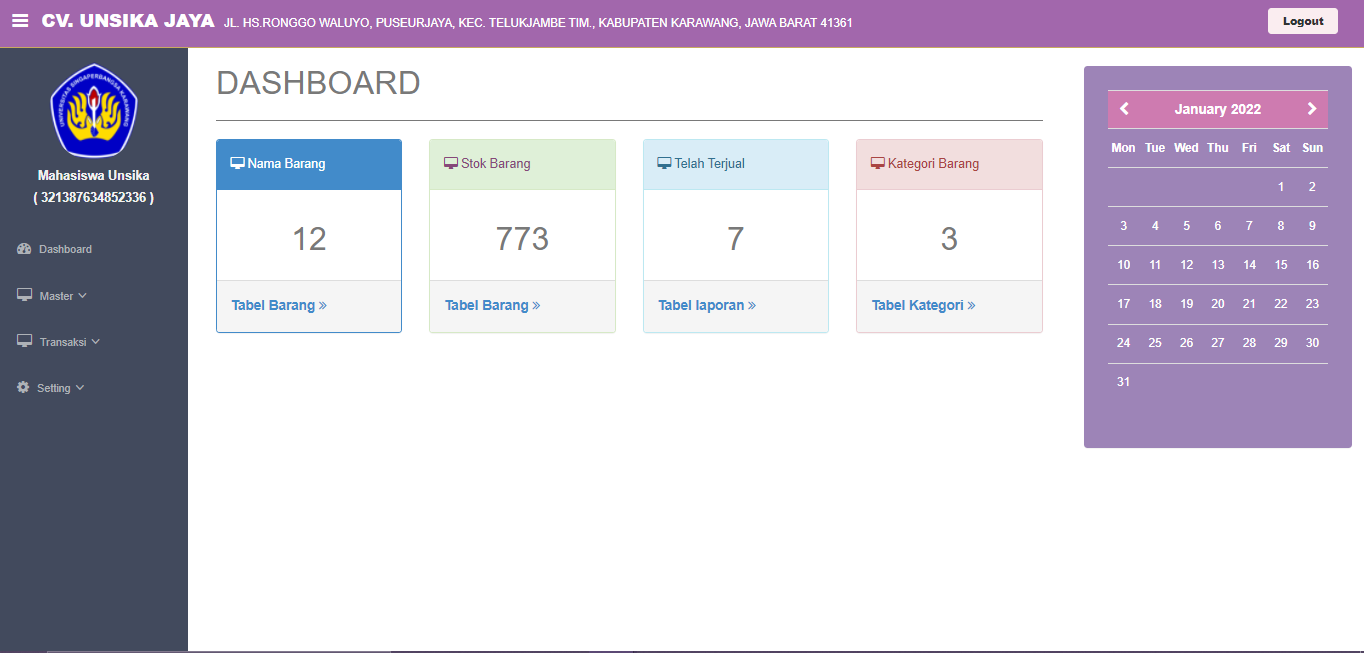 CV. UNSIKA JAYA JL. HS.RONGGO WALUYO, PUSEURJAYA, KEC. TELUKJAMBE TIM., KABUPATEN KARAWANG, JAWA BARAT 41361 Logout
UNIVERSITAS SINGAPERBANGSA KARAWANG
Mahasiswa Unsika
( 321387634852336 )
Dashboard
Master
Transaksi
Setting
DASHBOARD
Nama Barang
12
Tabel Barang »
Stok Barang
773
Tabel Barang »
Telah Terjual
7
Tabel laporan »
Kategori Barang
3
Tabel Kategori »
January 2022
Mon Tue Wed Thu Fri Sat Sun
1 2
3 4 5 6 7 8 9
10 11 12 13 14 15 16
17 18 19 20 21 22 23
24 25 26 27 28 29 30
31